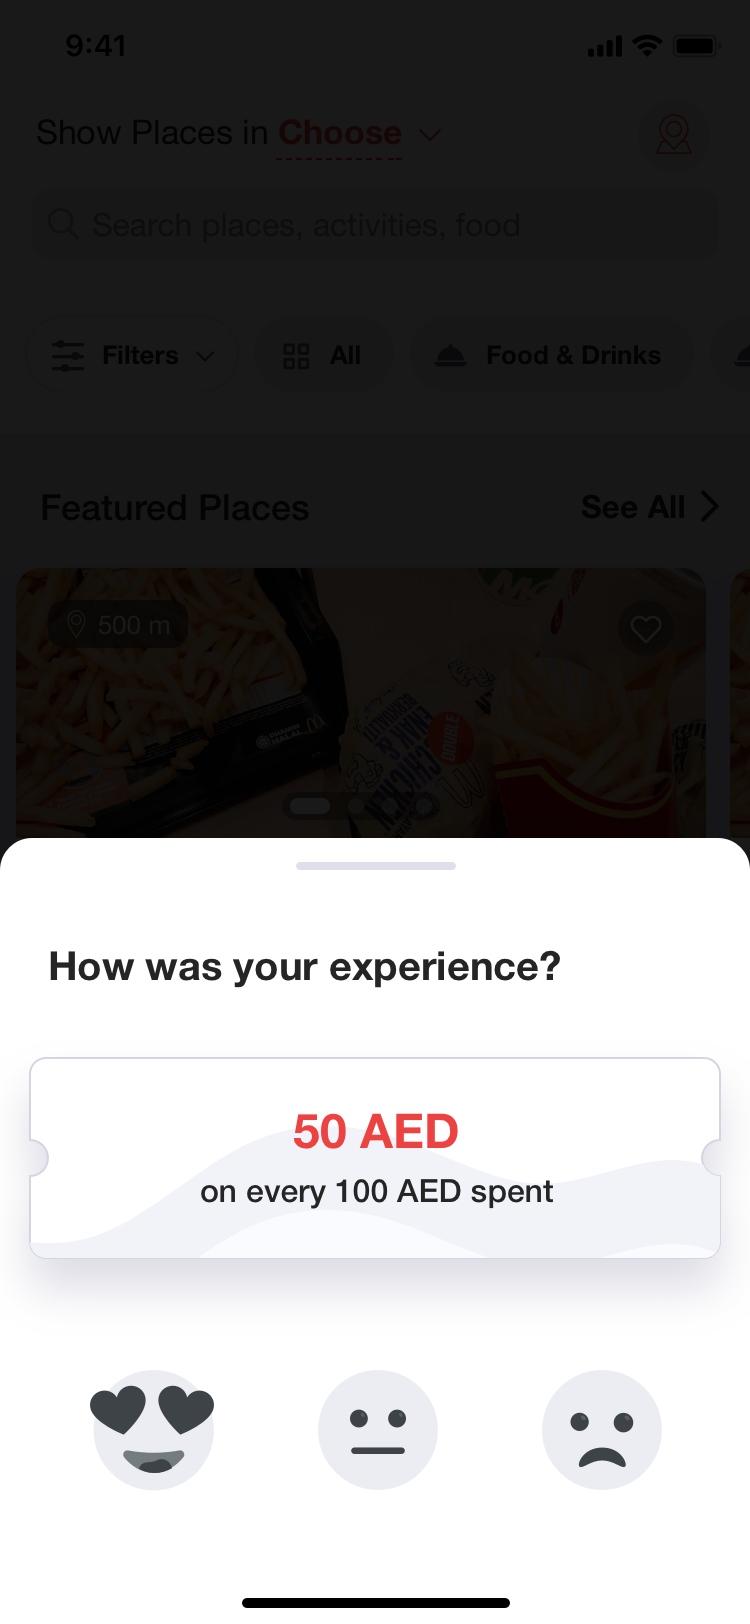 9:41
Show Places in Choose
Search places, activities, food
Filters
All
Food & Drinks
Featured Places
See All
500 m
DOUBLE
How was your experience?
50 AED
on every 100 AED spent